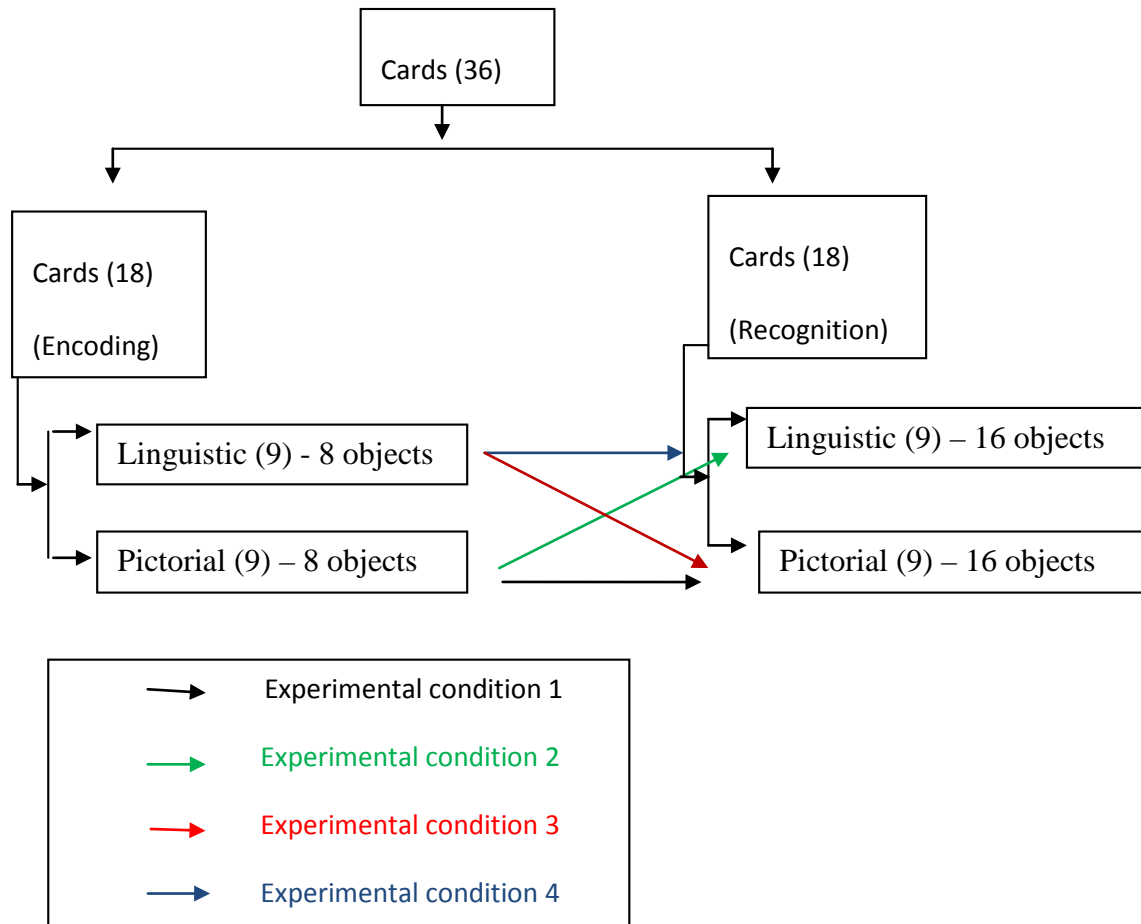 Cards (36)
Cards (18)
(Encoding)
Cards (18)
(Recognition)
Linguistic (9) - 8 objects
Linguistic (9) – 16 objects
Pictorial (9) – 8 objects
Pictorial (9) – 16 objects
Experimental condition 1
Experimental condition 2
Experimental condition 3
Experimental condition 4